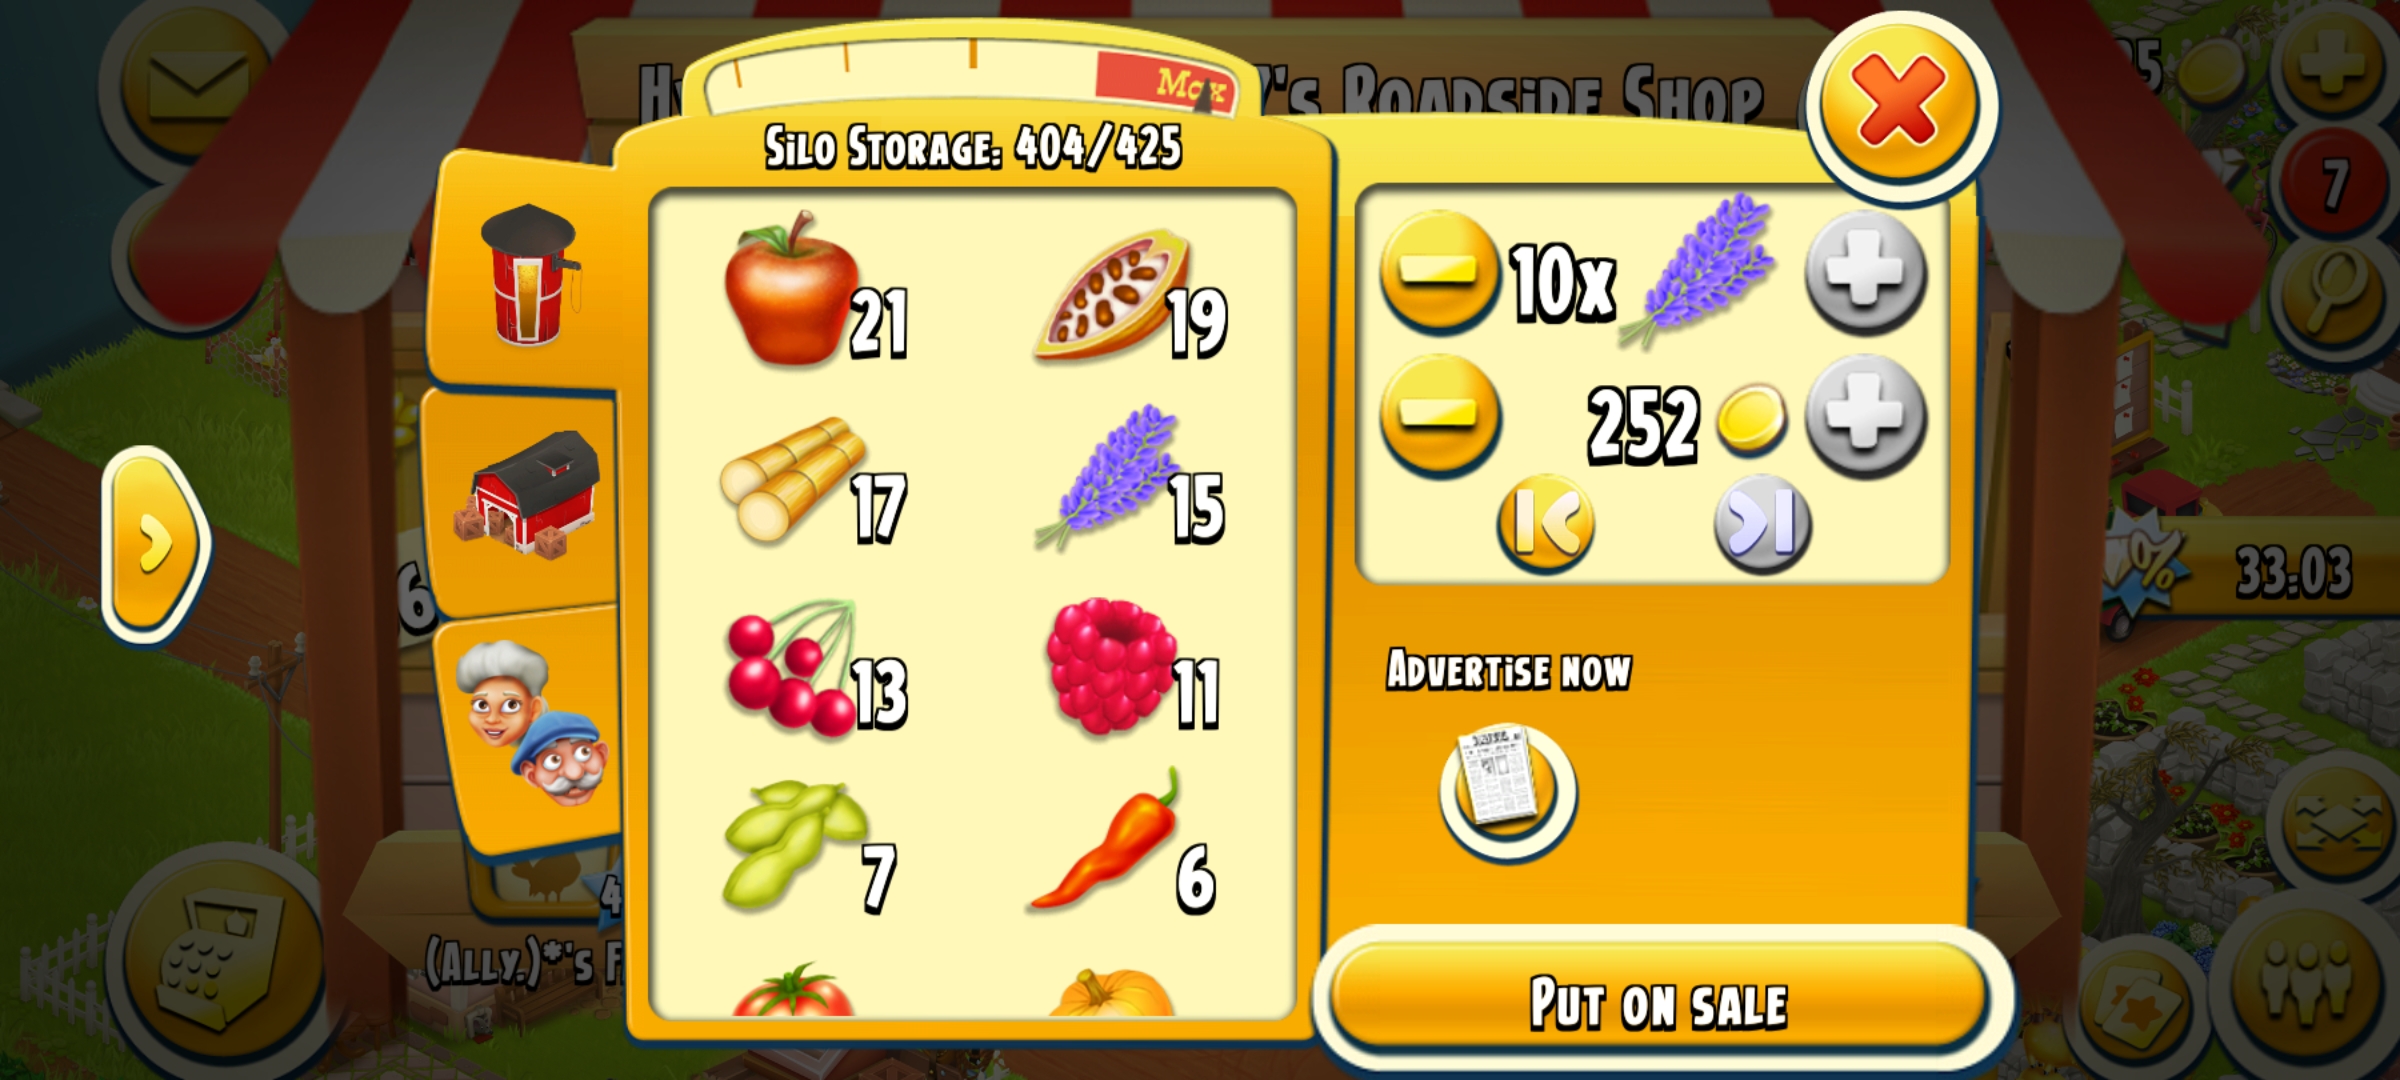 's Roadside Shop
Max
Silo Storage: 404/425
21
19
17
15
13
11
7
6
10x
252
Advertise now
Put on sale
7
33:03
(Ally.)*'s F